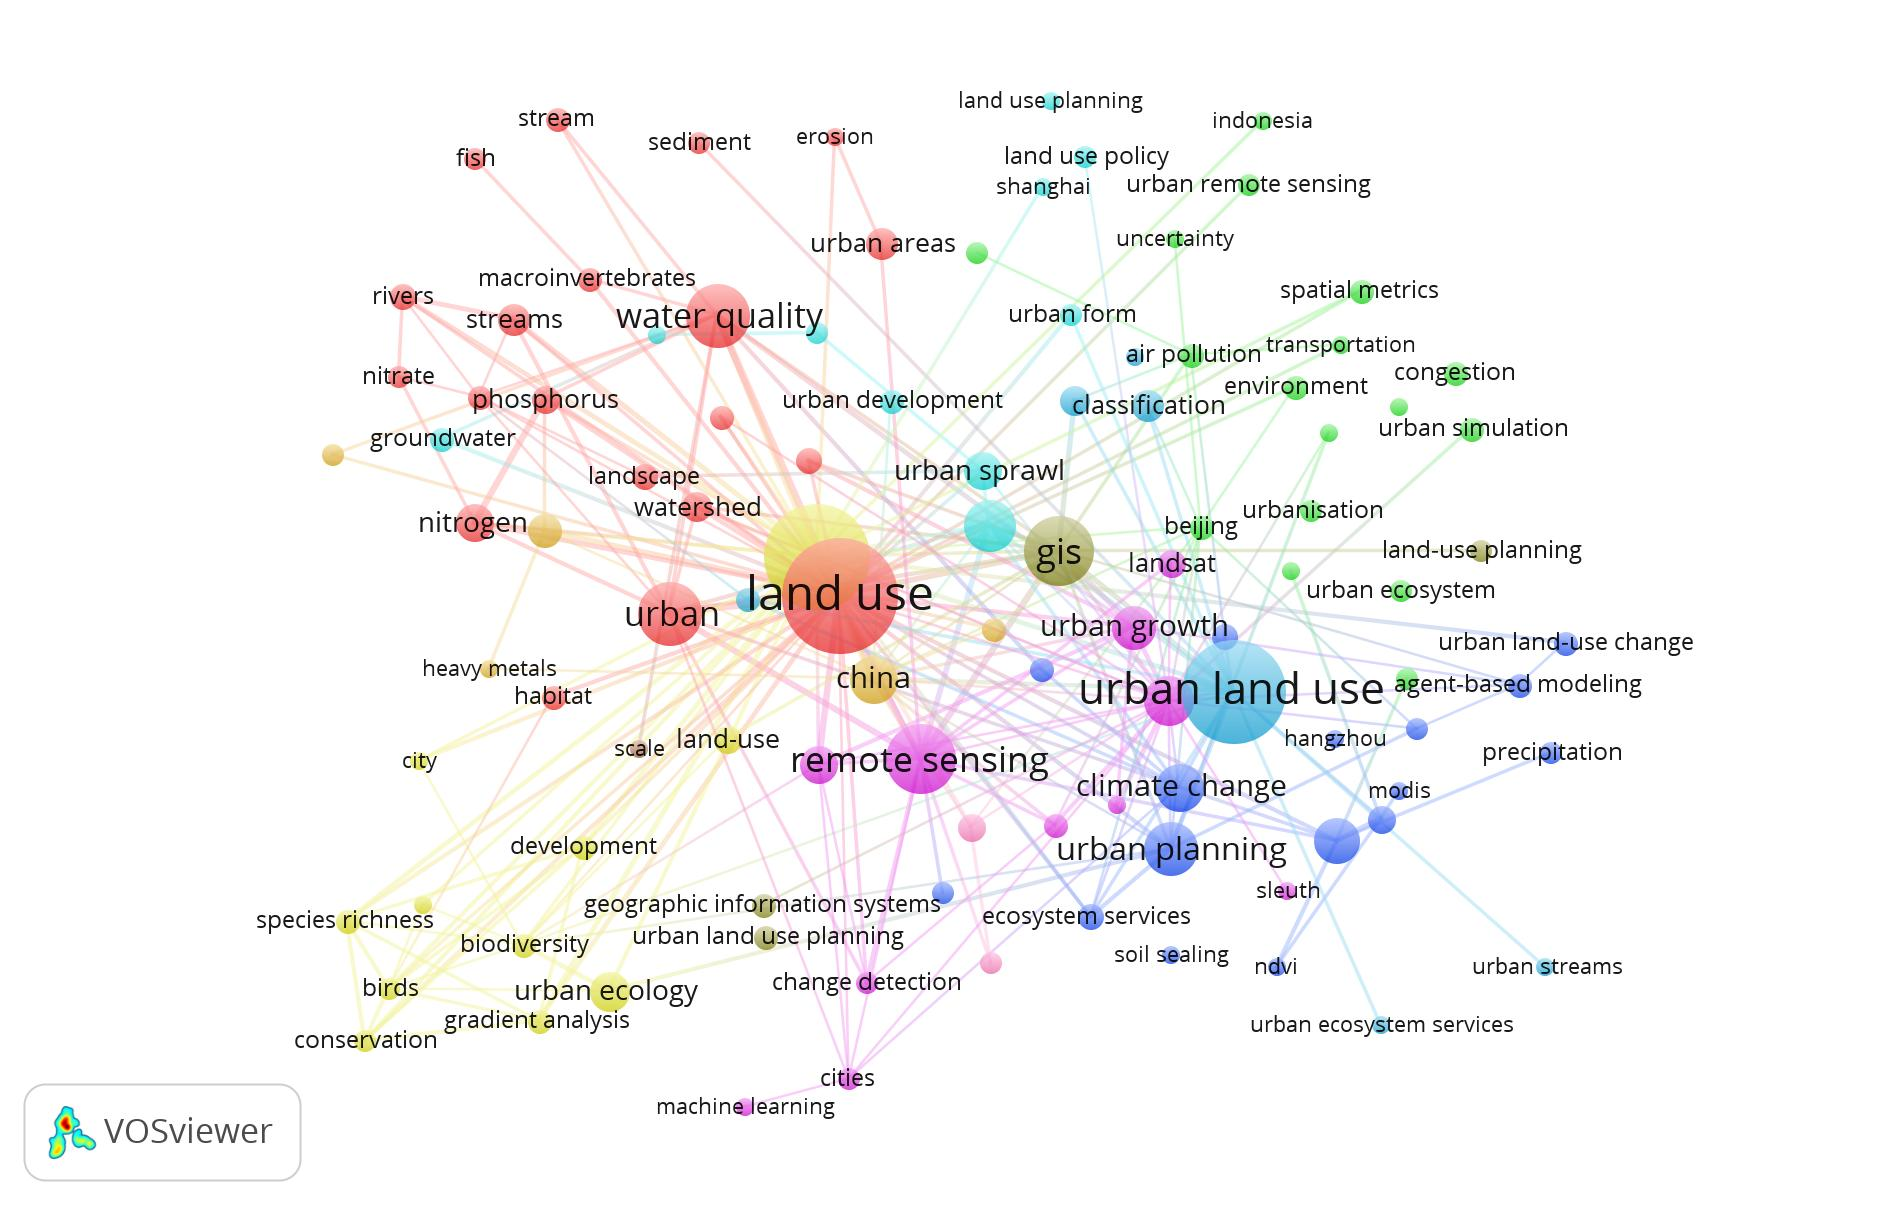 land use planning
stream
indonesia
sediment
erosion
fish
land use policy
shanghai
urban remote sensing
urban areas
uncertainty
macroinvertebrates
rivers
spatial metrics
streams
water quality
urban form
air pollution
transportation
nitrate
environment
congestion
phosphorus
urban development
classification
groundwater
urban simulation
landscape
urban sprawl
watershed
urbanisation
nitrogen
beijing
gis
land-use planning
landsat
land use
urban ecosystem
urban
urban growth
urban land-use change
heavy metals
china
urban land use
agent-based modeling
habitat
scale
land-use
hangzhou
precipitation
city
remote sensing
climate change
modis
development
urban planning
sleuth
geographic information systems
species richness
ecosystem services
biodiversity
urban land use planning
soil sealing
ndvi
urban streams
change detection
birds
urban ecology
gradient analysis
urban ecosystem services
conservation
cities
machine learning
VOSviewer